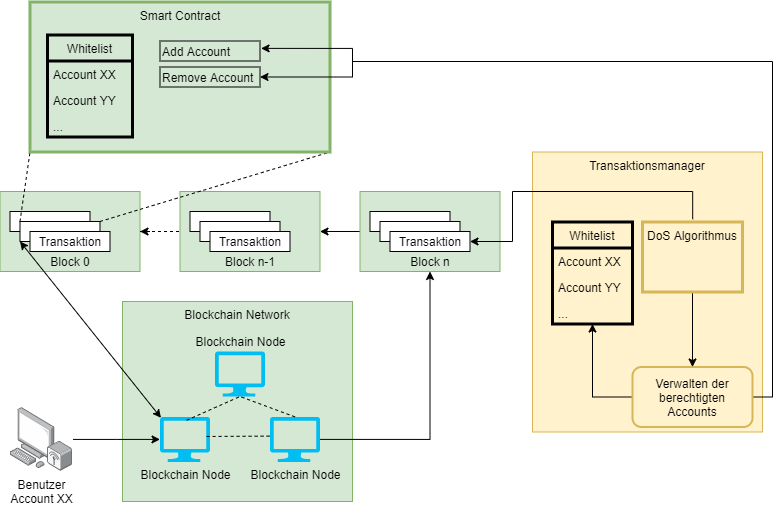 Smart Contract
Whitelist
Account XX
Account YY
...
Add Account
Remove Account
Transaktion
Block 0
Transaktion
Block n-1
Transaktion
Block n
Transaktionsmanager
Whitelist
Account XX
Account YY
...
DoS Algorithmus
Verwalten der
berechtigten
Accounts
Blockchain Network
Blockchain Node
Blockchain Node
Blockchain Node
Benutzer
Account XX